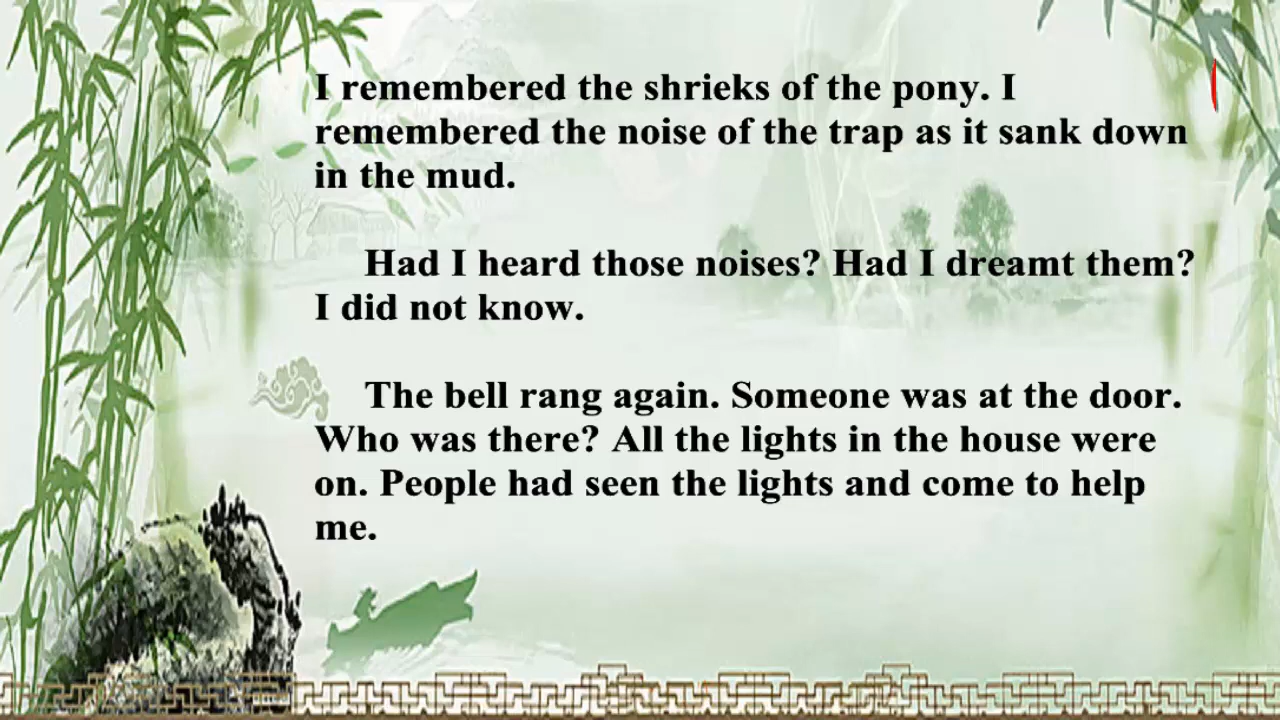 I remembered the shrieks of the pony. I
remembered the noise of the trap as it sank down
in the mud.
Had I heard those noises? Had I dreamt them?
I did not know.
The bell rang again. Someone was at the door.
Who was there? All the lights in the house were
on. People had seen the lights and come to help
me.